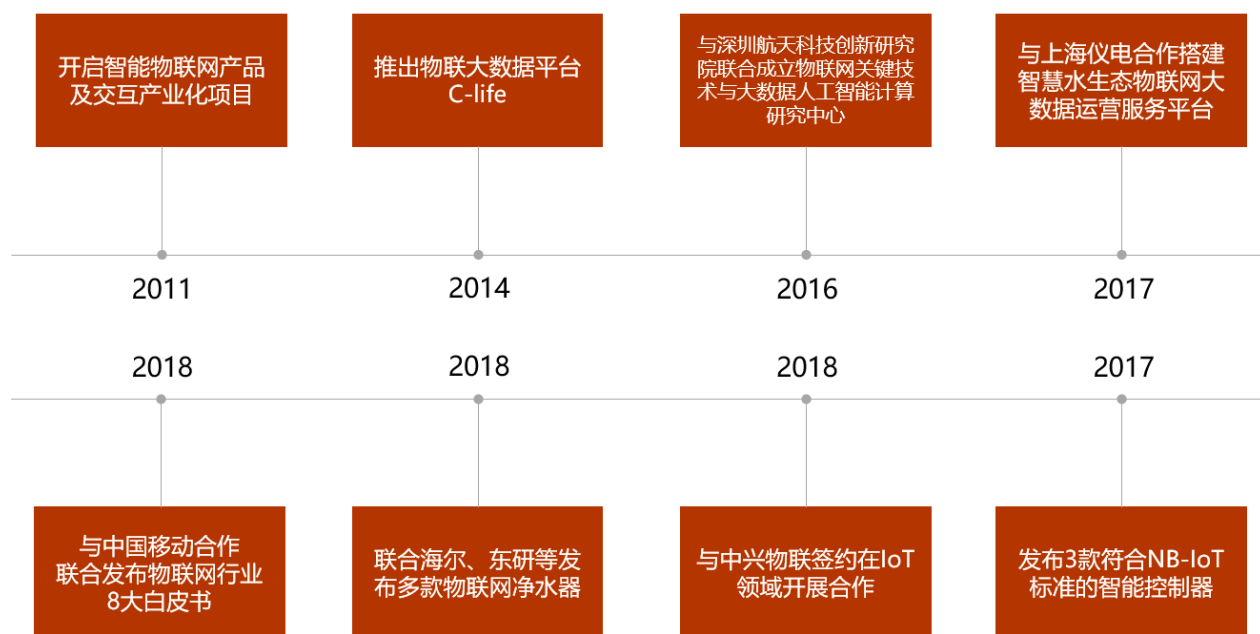 开启智能物联网产品
及交互产业化项目
推出物联大数据平台
C-life
与深圳航天科技创新研究
院联合成立物联网关键技
术与大数据人工智能计算
研究中心
与上海仪电合作搭建
智慧水生态物联网大
数据运营服务平台
2011
2014
2016
2017
2018
2018
2018
2017
与中国移动合作
联合发布物联网行业
8大白皮书
联合海尔、东研等发
布多款物联网净水器
与中兴物联签约在IoT
领域开展合作
发布3款符合NB-IoT
标准的智能控制器